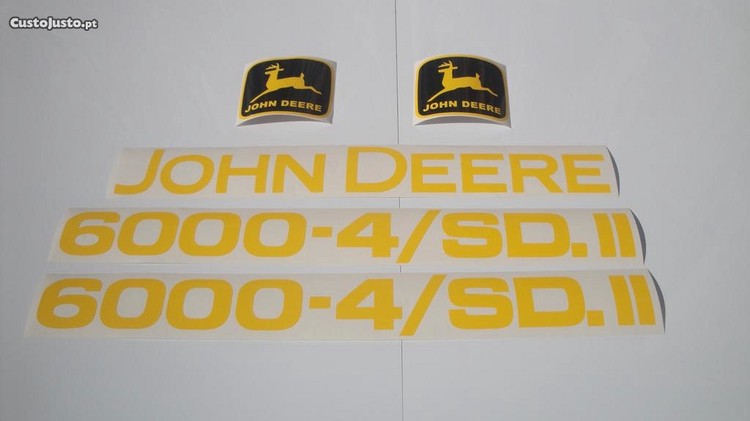 CustoJusto.pt
JOHN DEERE JOHN DEERE
JOHN DEERE
6000-4/SD.II
6000-4/SD.II